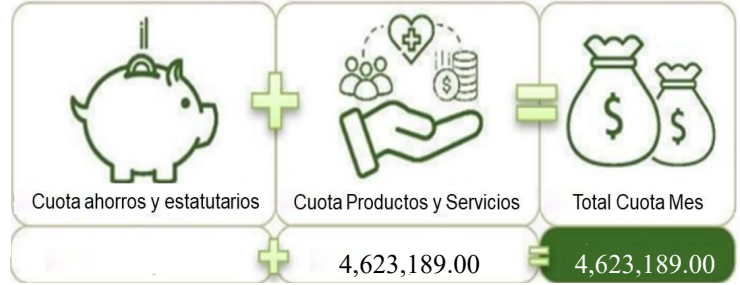 Cuota ahorros y estatutarios
Cuota Productos y Servicios
Total Cuota Mes
4,623,189.00
4,623,189.00